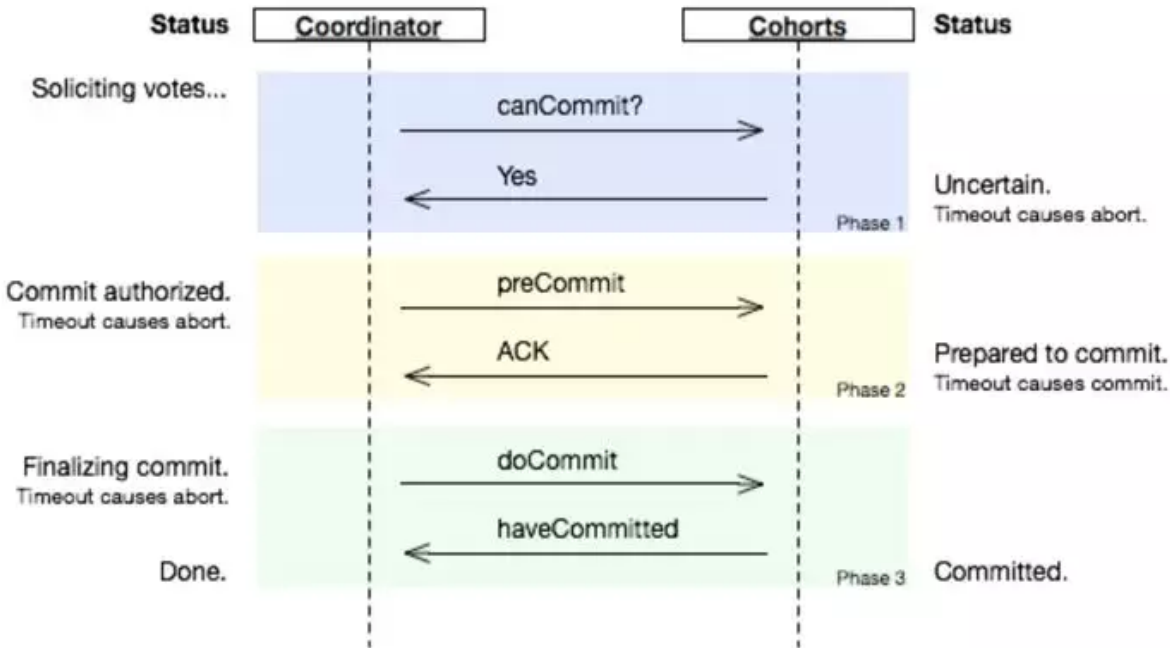 Status
Coordinator
Cohorts
Status
Soliciting votes...
canCommit?
Yes
Uncertain.
Timeout causes abort.
Phase 1
Commit authorized.
Timeout causes abort.
preCommit
ACK
Prepared to commit.
Timeout causes commit.
Phase 2
Finalizing commit.
Timeout causes abort.
doCommit
haveCommitted
Done.
Phase 3
Committed.